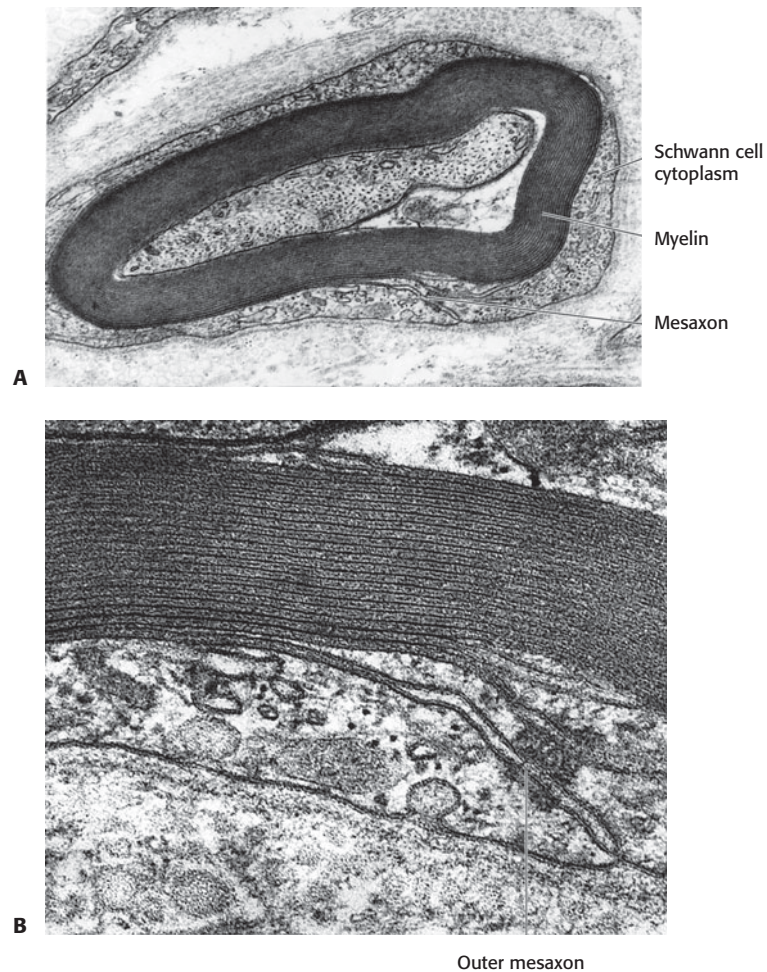 Schwann cell
cytoplasm
Myelin
Mesaxon
A
B
Outer mesaxon